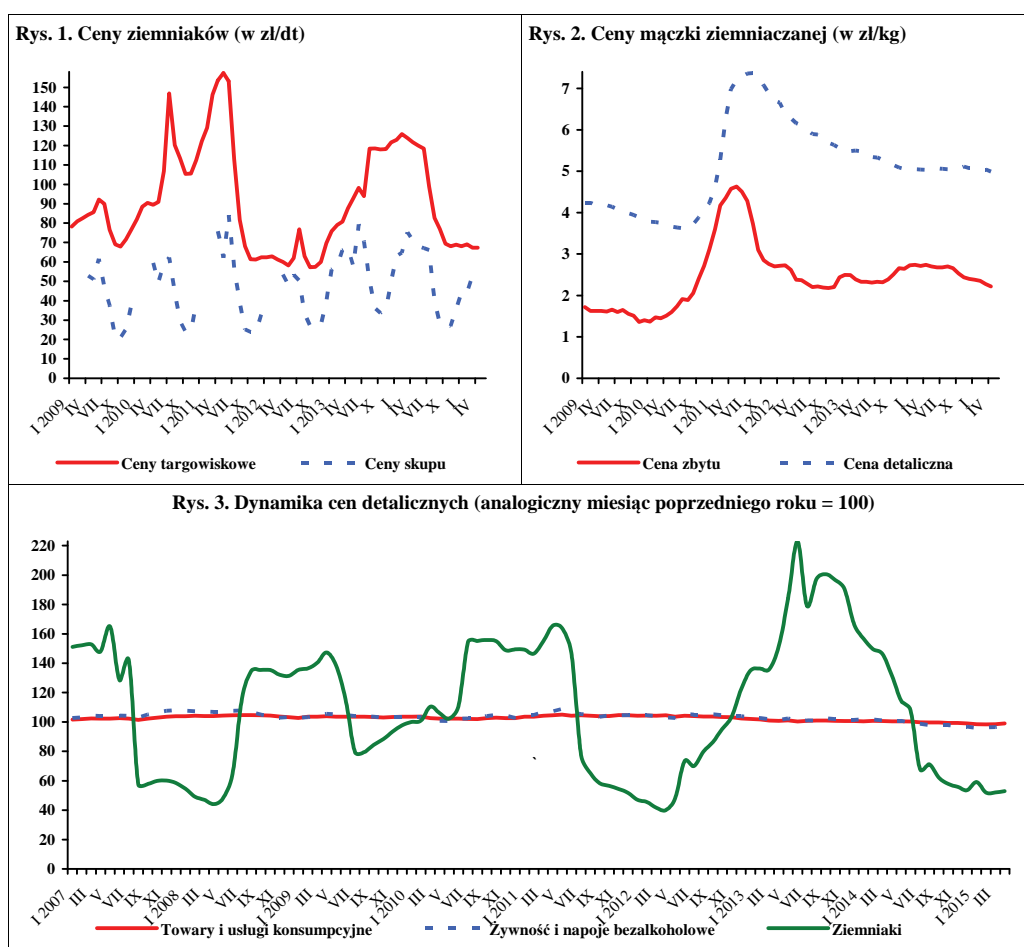 Rys. 1. Ceny ziemniaków (w zł/dt)
150
140
130
120
110
100
90
80
70
60
50
40
30
20
10
0
I 2009
IV
VII
X
I 2010
IV
VII
X
I 2011
IV
VII
X
I 2012
IV
VII
X
I 2013
IV
VII
X
I
IV
VII
X
I
IV
Ceny targowiskowe
Ceny skupu
Rys. 2. Ceny mączki ziemniaczanej (w zł/kg)
7
6
5
4
3
2
1
0
I 2009
IV
VII
X
I 2010
IV
VII
X
I 2011
IV
VII
X
I 2012
IV
VII
X
I 2013
IV
VII
X
I
IV
VII
X
I
IV
Cena zbytu
Cena detaliczna
Rys. 3. Dynamika cen detalicznych (analogiczny miesiąc poprzedniego roku = 100)
220
200
180
160
140
120
100
80
60
40
20
0
I 2007
III
V
VII
IX
XI
I 2008
III
V
VII
IX
XI
I 2009
III
V
VII
IX
XI
I 2010
III
V
VII
IX
XI
I 2011
III
V
VII
IX
XI
I 2012
III
V
VII
IX
XI
I 2013
III
V
VII
IX
XI
I 2014
III
V
VII
IX
XI
I 2015
III
Towary i usługi konsumpcyjne
Żywność i napoje bezalkoholowe
Ziemniaki